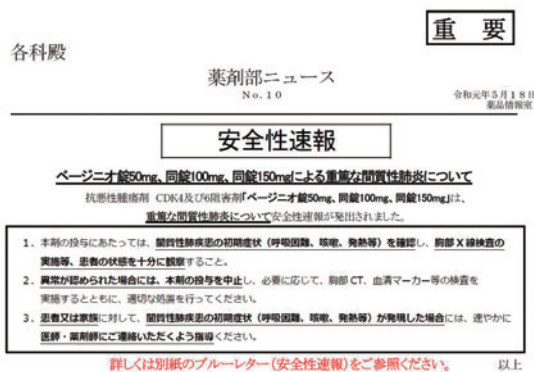 重 要
各科殿
薬剤部ニュース
No.10
令和元年5月18日
薬品情報室
安全性速報
ベージニオ錠50mg、同錠100mg、同錠150mgによる重篤な間質性肺炎について
抗悪性腫瘍剤 CDK4及び6阻害剤「ベージニオ錠50mg、同錠100mg、同錠150mg」は、
重篤な間質性肺炎について安全性速報が発出されました。
1．本剤の投与にあたっては、間質性肺疾患の初期症状（呼吸困難、咳嗽、発熱等）を確認し、胸部X線検査の
実施等、患者の状態を十分に観察すること。
2．異常が認められた場合には、本剤の投与を中止し、必要に応じて、胸部CT、血清マーカー等の検査を
実施するとともに、適切な処置を行ってください。
3．患者又は家族に対して、間質性肺疾患の初期症状（呼吸困難、咳嗽、発熱等）が発現した場合には、速やかに
医師・薬剤師にご連絡いただくよう指導ください。
詳しくは別紙のブルーレター（安全性速報）をご参照ください。
以上